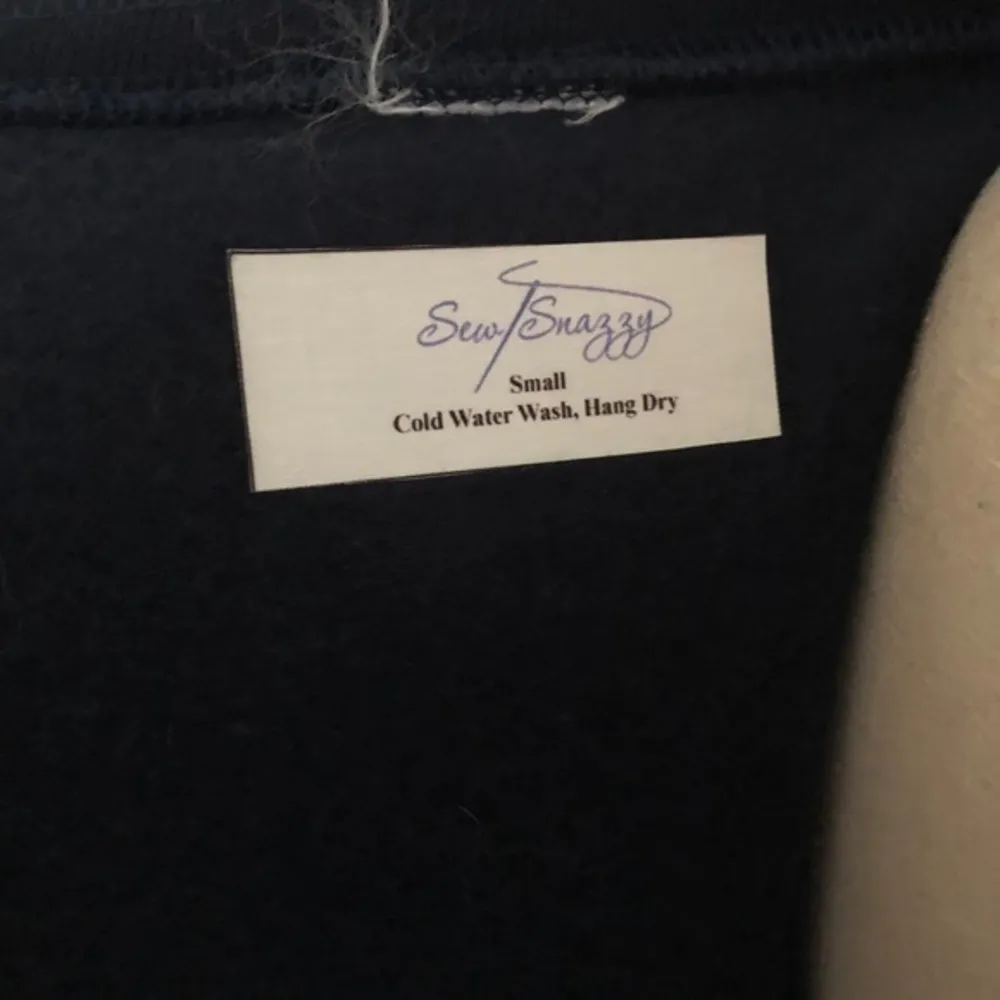 Sew Snazzy
Small
Cold Water Wash, Hang Dry